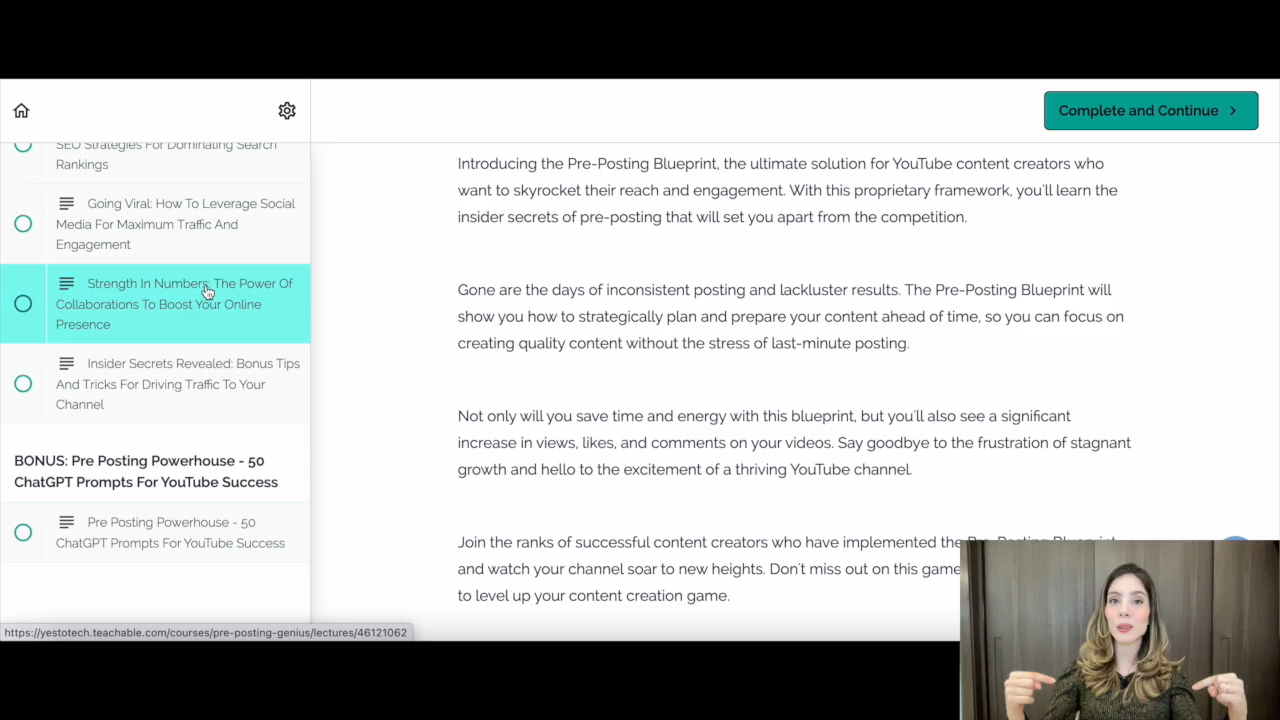 Complete and Continue
SEO Strategies For Dominating Search
Rankings
Going Viral: How To Leverage Social
Media For Maximum Traffic And
Engagement
Strength In Numbers: The Power Of
Collaborations To Boost Your Online
Presence
Insider Secrets Revealed: Bonus Tips
And Tricks For Driving Traffic To Your
Channel
BONUS: Pre Posting Powerhouse - 50
ChatGPT Prompts For YouTube Success
Pre Posting Powerhouse - 50
ChatGPT Prompts For YouTube Success
https://yestotech.teachable.com/courses/pre-posting-genius/lectures/46121062
Introducing the Pre-Posting Blueprint, the ultimate solution for YouTube content creators who
want to skyrocket their reach and engagement. With this proprietary framework, you'll learn the
insider secrets of pre-posting that will set you apart from the competition.
Gone are the days of inconsistent posting and lackluster results. The Pre-Posting Blueprint will
show you how to strategically plan and prepare your content ahead of time, so you can focus on
creating quality content without the stress of last-minute posting.
Not only will you save time and energy with this blueprint, but you'll also see a significant
increase in views, likes, and comments on your videos. Say goodbye to the frustration of stagnant
growth and hello to the excitement of a thriving YouTube channel.
Join the ranks of successful content creators who have implemented the Pre-Posting Blueprint
and watch your channel soar to new heights. Don't miss out on this game
to level up your content creation game.